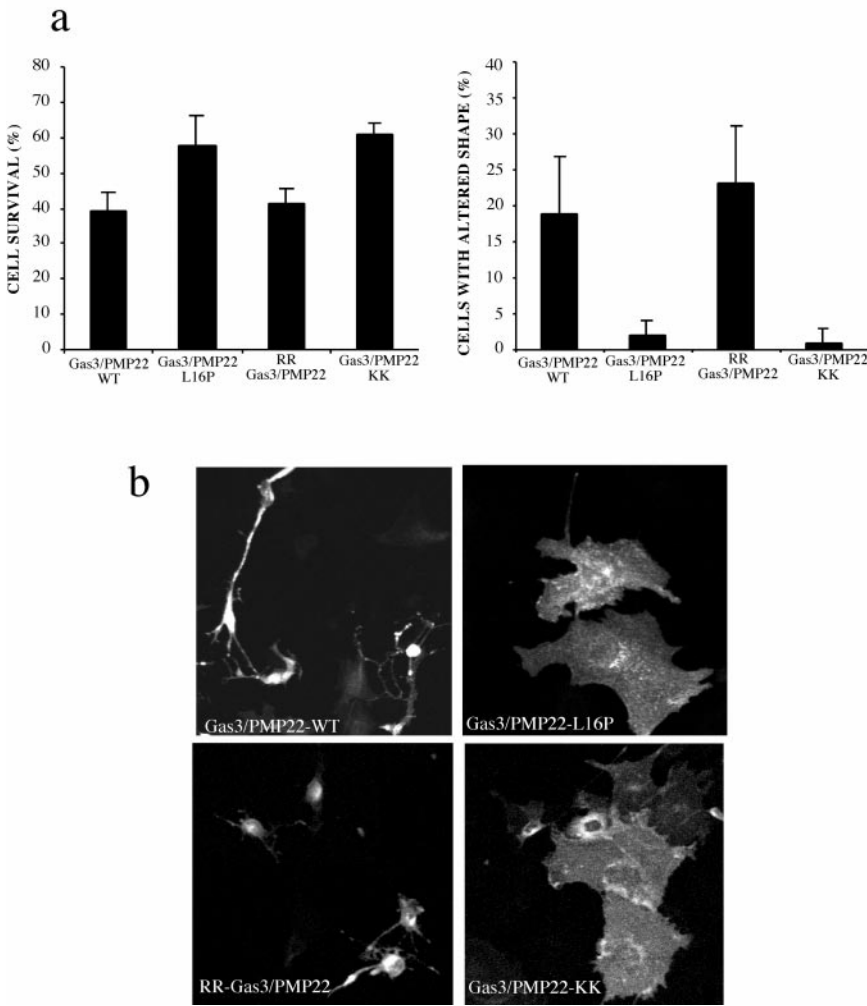 a
CELL SURVIVAL (%)
80
70
60
50
40
30
20
10
0
Gas3/PMP22
WT
Gas3/PMP22
L16P
RR
Gas3/PMP22
Gas3/PMP22
KK
CELLS WITH ALTERED SHAPE (%)
40
35
30
25
20
15
10
5
0
Gas3/PMP22
WT
Gas3/PMP22
L16P
RR
Gas3/PMP22
Gas3/PMP22
KK
b
Gas3/PMP22-WT
Gas3/PMP22-L16P
RR-Gas3/PMP22
Gas3/PMP22-KK